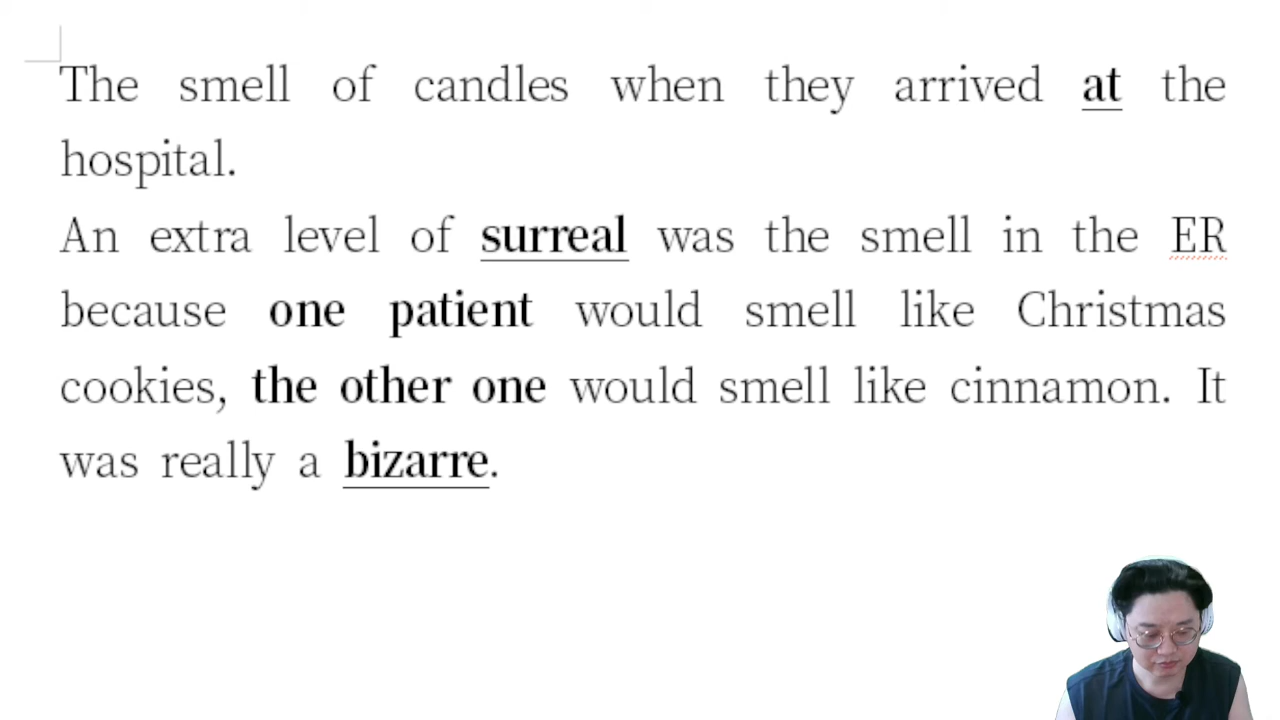 The smell of candles when they arrived at the
hospital.
An extra level of surreal was the smell in the ER
because one patient would smell like Christmas
cookies, the other one would smell like cinnamon. It
was really a bizarre.